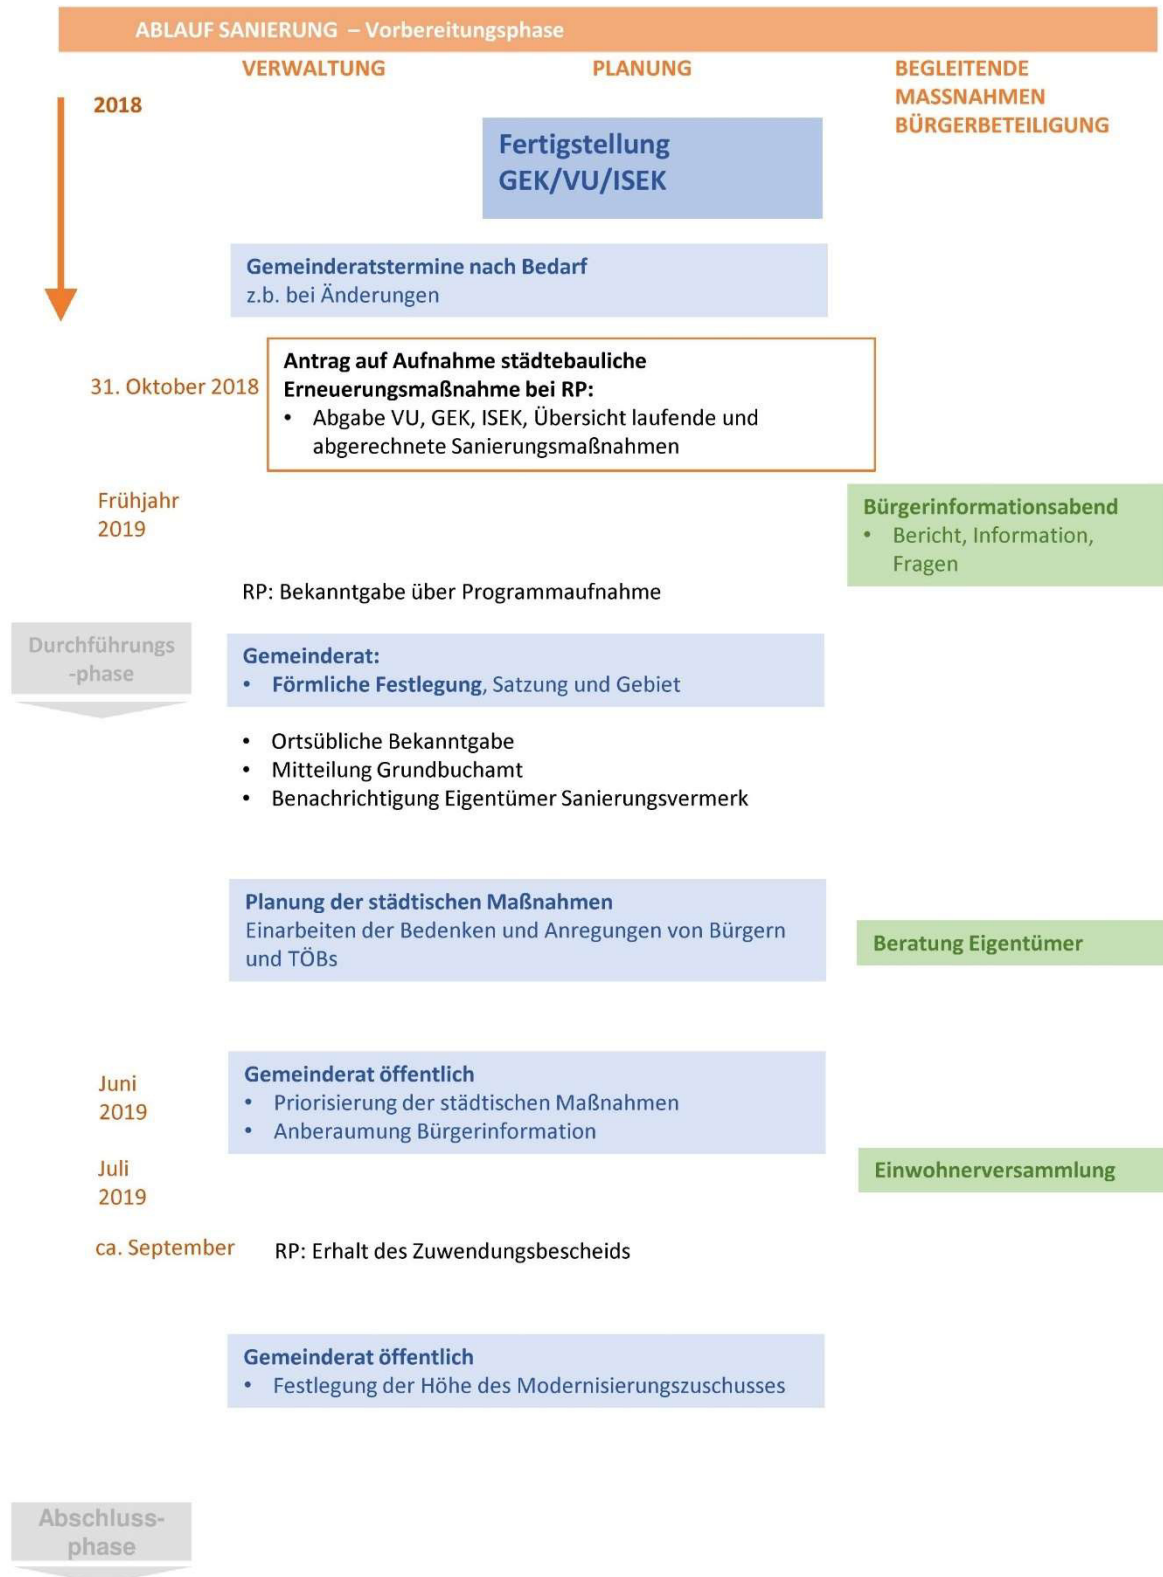 ABLAUF SANIERUNG – Vorbereitungsphase
VERWALTUNG
PLANUNG
BEGLEITENDE
MASSNAHMEN
BÜRGERBETEILIGUNG
2018
Fertigstellung
GEK/VU/ISEK
Gemeinderatstermine nach Bedarf
z.b. bei Änderungen
31. Oktober 2018
Antrag auf Aufnahme städtebauliche
Erneuerungsmaßnahme bei RP:
• Abgabe VU, GEK, ISEK, Übersicht laufende und
abgerechnete Sanierungsmaßnahmen
Frühjahr
2019
Bürgerinformationsabend
• Bericht, Information,
Fragen
RP: Bekanntgabe über Programmaufnahme
Durchführungs
-phase
Gemeinderat:
• Förmliche Festlegung, Satzung und Gebiet
• Ortsübliche Bekanntgabe
• Mitteilung Grundbuchamt
• Benachrichtigung Eigentümer Sanierungsvermerk
Planung der städtischen Maßnahmen
Einarbeiten der Bedenken und Anregungen von Bürgern
und TÖBs
Beratung Eigentümer
Juni
2019
Gemeinderat öffentlich
• Priorisierung der städtischen Maßnahmen
• Anberaumung Bürgerinformation
Juli
2019
Einwohnerversammlung
ca. September
RP: Erhalt des Zuwendungsbescheids
Gemeinderat öffentlich
• Festlegung der Höhe des Modernisierungszuschusses
Abschluss-
phase